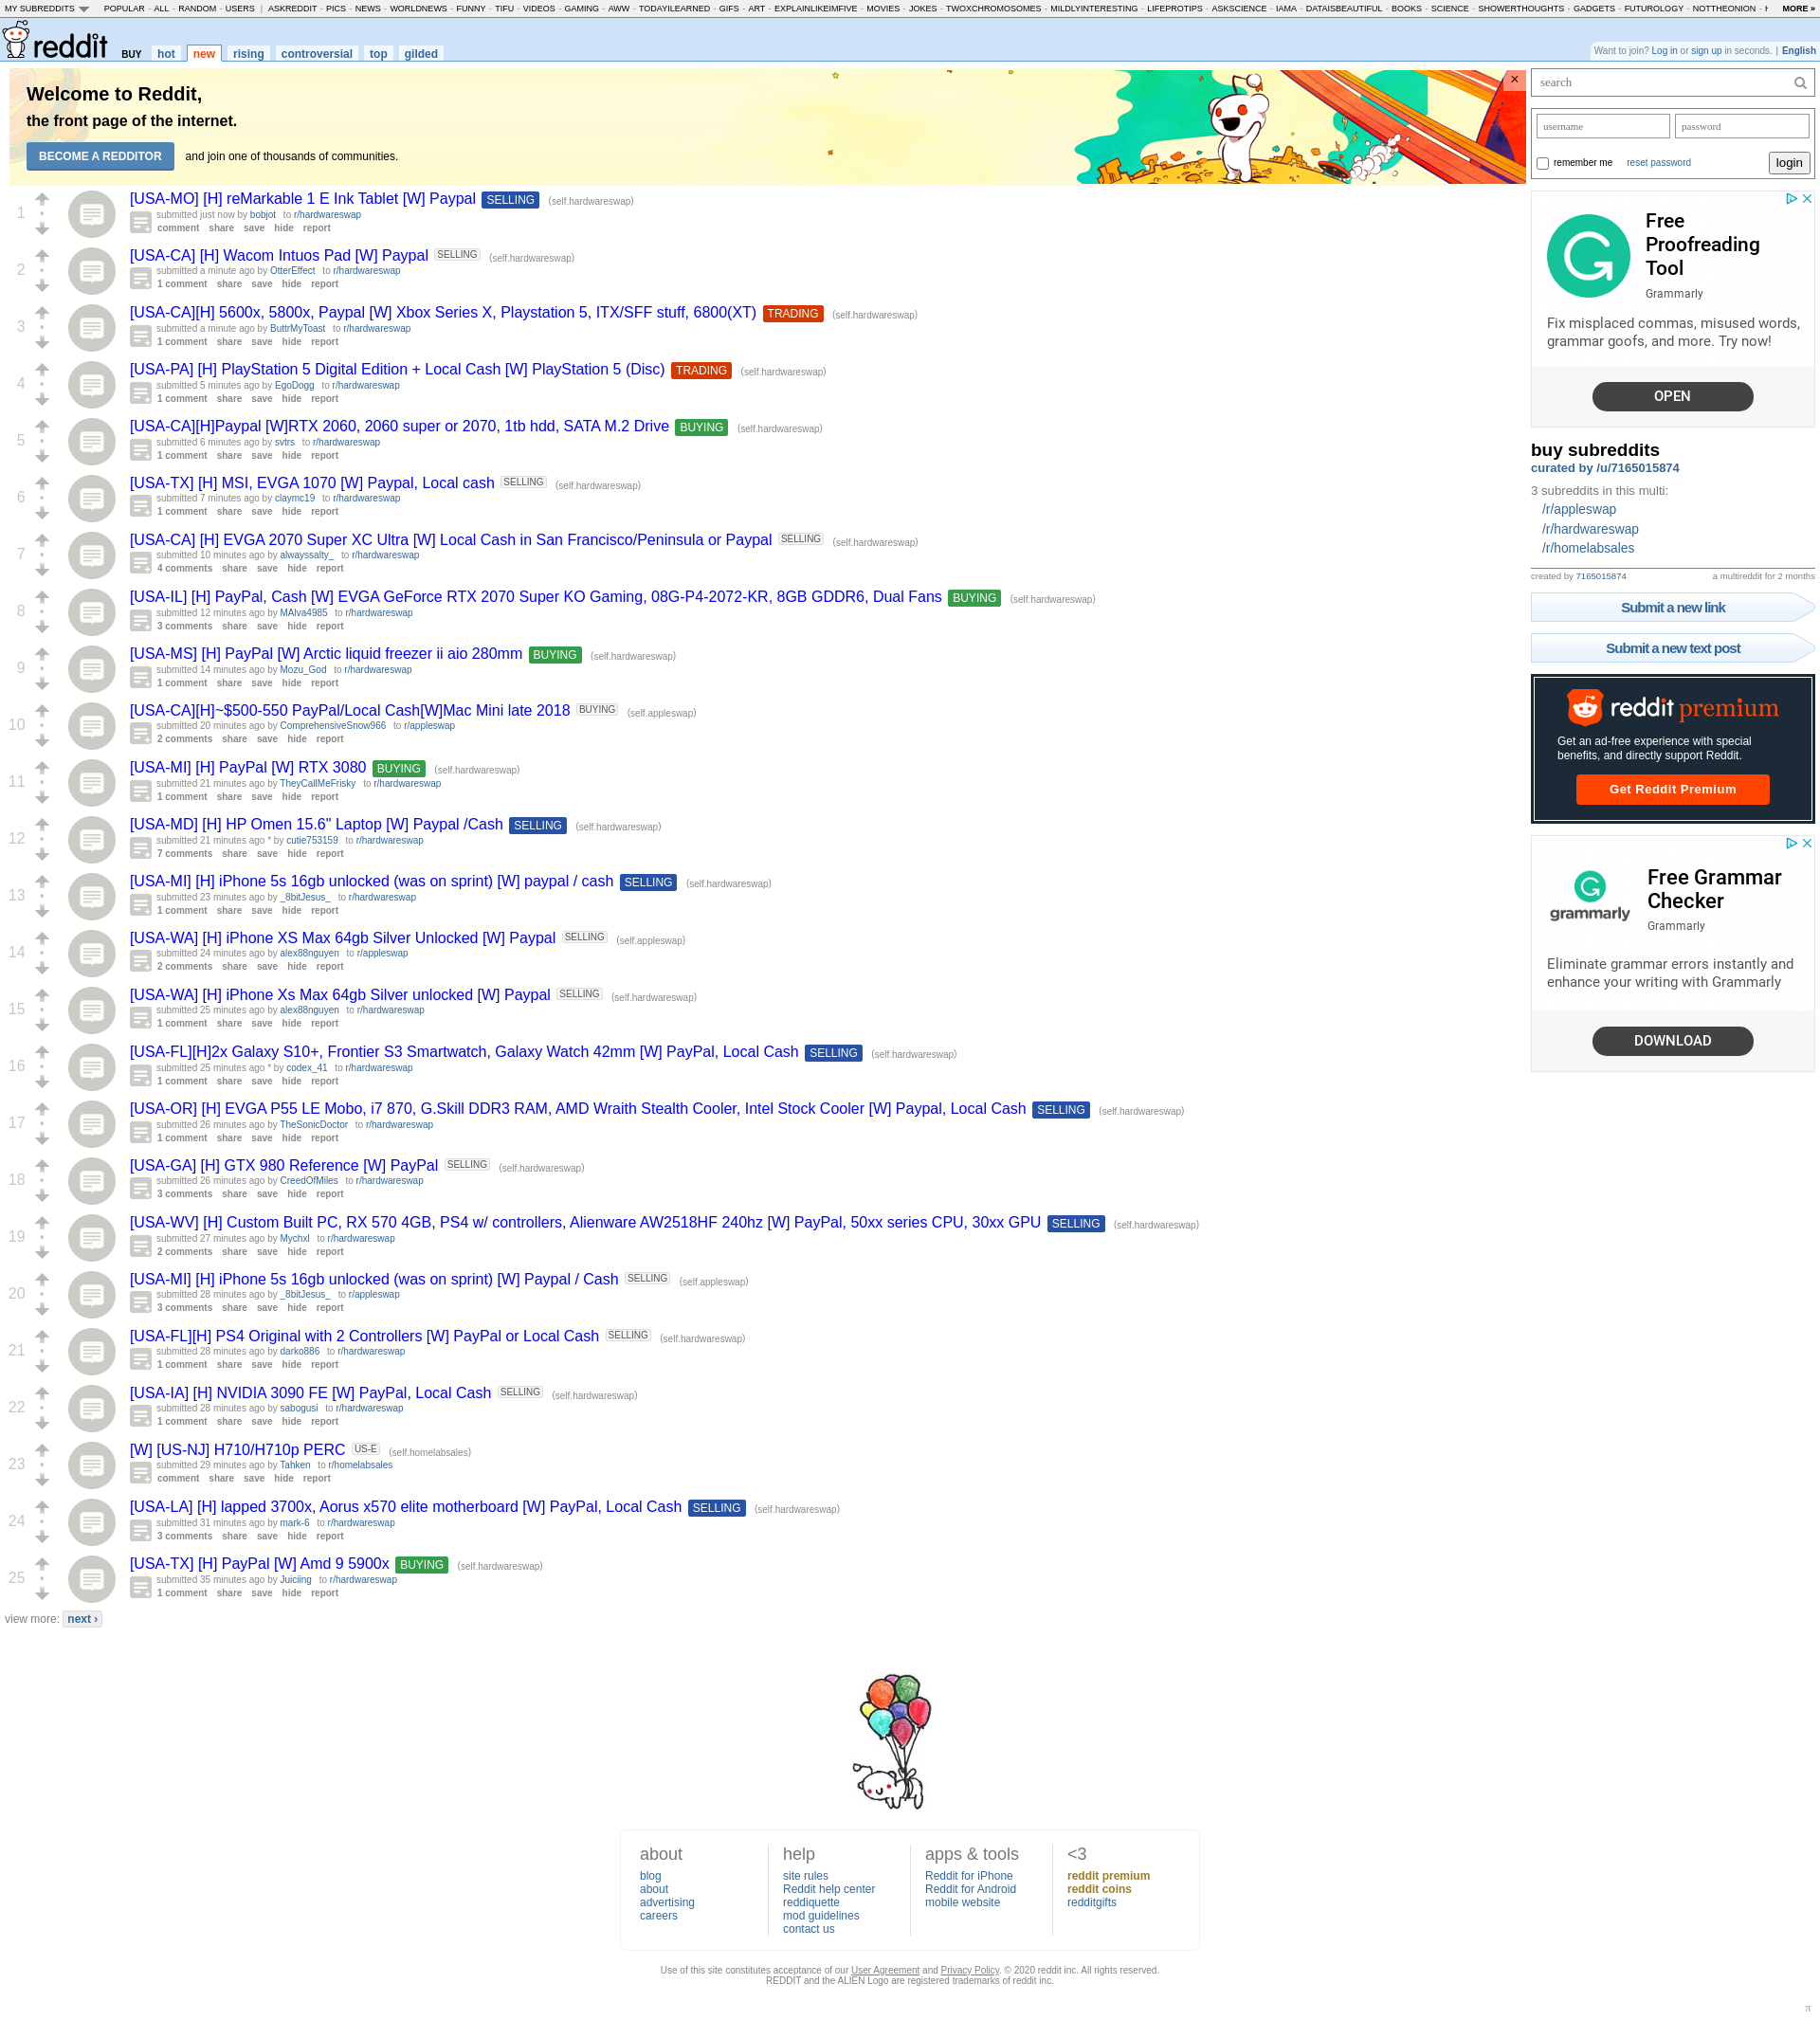 MY SUBREDDITS POPULAR - ALL - RANDOM - USERS | ASKREDDIT - PICS - NEWS - WORLDNEWS - FUNNY - TIFU - VIDEOS - GAMING - AWW - TODAYILEARNED - GIFS - ART - EXPLAINLIKEIMFIVE - MOVIES - JOKES - TWOXCHROMOSOMES - MILDLYINTERESTING - LIFEPROTIPS - ASKSCIENCE - IAMA - DATAISBEAUTIFUL - BOOKS - SCIENCE - SHOWERTHOUGHTS - GADGETS - FUTUROLOGY - NOTTHEONION - MORE »
reddit BUY hot new rising controversial top gilded
Want to join? Log in or sign up in seconds. | English
Welcome to Reddit,
the front page of the internet.
BECOME A REDDITOR and join one of thousands of communities.
×
1
[USA-MO] [H] reMarkable 1 E Ink Tablet [W] Paypal SELLING (self.hardwareswap)
submitted just now by bobjot to r/hardwareswap
comment share save hide report
2
[USA-CA] [H] Wacom Intuos Pad [W] Paypal SELLING (self.hardwareswap)
submitted a minute ago by OtterEffect to r/hardwareswap
1 comment share save hide report
3
[USA-CA][H] 5600x, 5800x, Paypal [W] Xbox Series X, Playstation 5, ITX/SFF stuff, 6800(XT) TRADING (self.hardwareswap)
submitted a minute ago by ButtrMyToast to r/hardwareswap
1 comment share save hide report
4
[USA-PA] [H] PlayStation 5 Digital Edition + Local Cash [W] PlayStation 5 (Disc) TRADING (self.hardwareswap)
submitted 5 minutes ago by EgoDogg to r/hardwareswap
1 comment share save hide report
5
[USA-CA][H]Paypal [W]RTX 2060, 2060 super or 2070, 1tb hdd, SATA M.2 Drive BUYING (self.hardwareswap)
submitted 6 minutes ago by svtrs to r/hardwareswap
1 comment share save hide report
6
[USA-TX] [H] MSI, EVGA 1070 [W] Paypal, Local cash SELLING (self.hardwareswap)
submitted 7 minutes ago by claymc19 to r/hardwareswap
1 comment share save hide report
7
[USA-CA] [H] EVGA 2070 Super XC Ultra [W] Local Cash in San Francisco/Peninsula or Paypal SELLING (self.hardwareswap)
submitted 10 minutes ago by alwayssalty_ to r/hardwareswap
4 comments share save hide report
8
[USA-IL] [H] PayPal, Cash [W] EVGA GeForce RTX 2070 Super KO Gaming, 08G-P4-2072-KR, 8GB GDDR6, Dual Fans BUYING (self.hardwareswap)
submitted 12 minutes ago by MAlva4985 to r/hardwareswap
3 comments share save hide report
9
[USA-MS] [H] PayPal [W] Arctic liquid freezer ii aio 280mm BUYING (self.hardwareswap)
submitted 14 minutes ago by Mozu_God to r/hardwareswap
1 comment share save hide report
10
[USA-CA][H]~$500-550 PayPal/Local Cash[W]Mac Mini late 2018 BUYING (self.appleswap)
submitted 20 minutes ago by ComprehensiveSnow966 to r/appleswap
2 comments share save hide report
11
[USA-MI] [H] PayPal [W] RTX 3080 BUYING (self.hardwareswap)
submitted 21 minutes ago by TheyCallMeFrisky to r/hardwareswap
1 comment share save hide report
12
[USA-MD] [H] HP Omen 15.6" Laptop [W] Paypal /Cash SELLING (self.hardwareswap)
submitted 21 minutes ago * by cutie753159 to r/hardwareswap
7 comments share save hide report
13
[USA-MI] [H] iPhone 5s 16gb unlocked (was on sprint) [W] paypal / cash SELLING (self.hardwareswap)
submitted 23 minutes ago by _8bitJesus_ to r/hardwareswap
1 comment share save hide report
14
[USA-WA] [H] iPhone XS Max 64gb Silver Unlocked [W] Paypal SELLING (self.appleswap)
submitted 24 minutes ago by alex88nguyen to r/appleswap
2 comments share save hide report
15
[USA-WA] [H] iPhone Xs Max 64gb Silver unlocked [W] Paypal SELLING (self.hardwareswap)
submitted 25 minutes ago by alex88nguyen to r/hardwareswap
1 comment share save hide report
16
[USA-FL][H]2x Galaxy S10+, Frontier S3 Smartwatch, Galaxy Watch 42mm [W] PayPal, Local Cash SELLING (self.hardwareswap)
submitted 25 minutes ago * by codex_41 to r/hardwareswap
1 comment share save hide report
17
[USA-OR] [H] EVGA P55 LE Mobo, i7 870, G.Skill DDR3 RAM, AMD Wraith Stealth Cooler, Intel Stock Cooler [W] Paypal, Local Cash SELLING (self.hardwareswap)
submitted 26 minutes ago by TheSonicDoctor to r/hardwareswap
1 comment share save hide report
18
[USA-GA] [H] GTX 980 Reference [W] PayPal SELLING (self.hardwareswap)
submitted 26 minutes ago by CreedOfMiles to r/hardwareswap
3 comments share save hide report
19
[USA-WV] [H] Custom Built PC, RX 570 4GB, PS4 w/ controllers, Alienware AW2518HF 240hz [W] PayPal, 50xx series CPU, 30xx GPU SELLING (self.hardwareswap)
submitted 27 minutes ago by Mychxl to r/hardwareswap
2 comments share save hide report
20
[USA-MI] [H] iPhone 5s 16gb unlocked (was on sprint) [W] Paypal / Cash SELLING (self.appleswap)
submitted 28 minutes ago by _8bitJesus_ to r/appleswap
3 comments share save hide report
21
[USA-FL][H] PS4 Original with 2 Controllers [W] PayPal or Local Cash SELLING (self.hardwareswap)
submitted 28 minutes ago by darko886 to r/hardwareswap
1 comment share save hide report
22
[USA-IA] [H] NVIDIA 3090 FE [W] PayPal, Local Cash SELLING (self.hardwareswap)
submitted 28 minutes ago by sabogusi to r/hardwareswap
1 comment share save hide report
23
[W] [US-NJ] H710/H710p PERC US-E (self.homelabsales)
submitted 29 minutes ago by Tahken to r/homelabsales
comment share save hide report
24
[USA-LA] [H] lapped 3700x, Aorus x570 elite motherboard [W] PayPal, Local Cash SELLING (self.hardwareswap)
submitted 31 minutes ago by mark-6 to r/hardwareswap
3 comments share save hide report
25
[USA-TX] [H] PayPal [W] Amd 9 5900x BUYING (self.hardwareswap)
submitted 35 minutes ago by Juiciing to r/hardwareswap
1 comment share save hide report
view more: next ›
search
username password
remember me reset password login
Free
Proofreading
Tool
Grammarly
Fix misplaced commas, misused words,
grammar goofs, and more. Try now!
OPEN
buy subreddits
curated by /u/7165015874
3 subreddits in this multi:
/r/appleswap
/r/hardwareswap
/r/homelabsales
created by 7165015874 a multireddit for 2 months
Submit a new link
Submit a new text post
reddit premium
Get an ad-free experience with special
benefits, and directly support Reddit.
Get Reddit Premium
grammarly
Free Grammar
Checker
Grammarly
Eliminate grammar errors instantly and
enhance your writing with Grammarly
DOWNLOAD
about
blog
about
advertising
careers
help
site rules
Reddit help center
reddiquette
mod guidelines
contact us
apps & tools
Reddit for iPhone
Reddit for Android
mobile website
<3
reddit premium
reddit coins
redditgifts
Use of this site constitutes acceptance of our User Agreement and Privacy Policy. © 2020 reddit inc. All rights reserved.
REDDIT and the ALIEN Logo are registered trademarks of reddit inc.
π